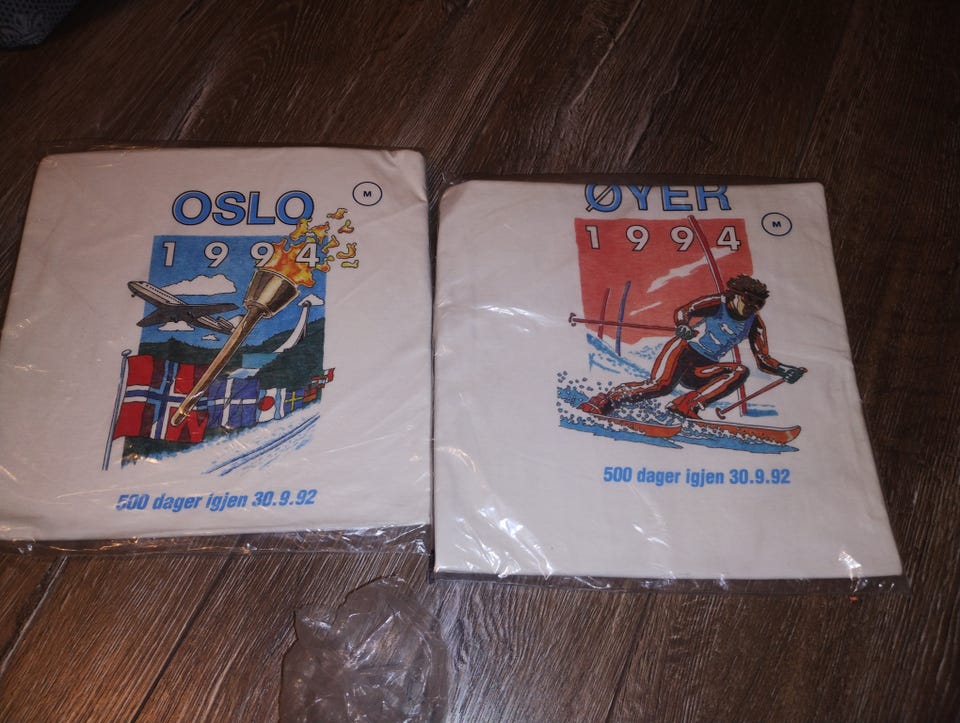 OSLO
M
1994
500 dager igjen 30.9.92
ØYER
M
1994
500 dager igjen 30.9.92